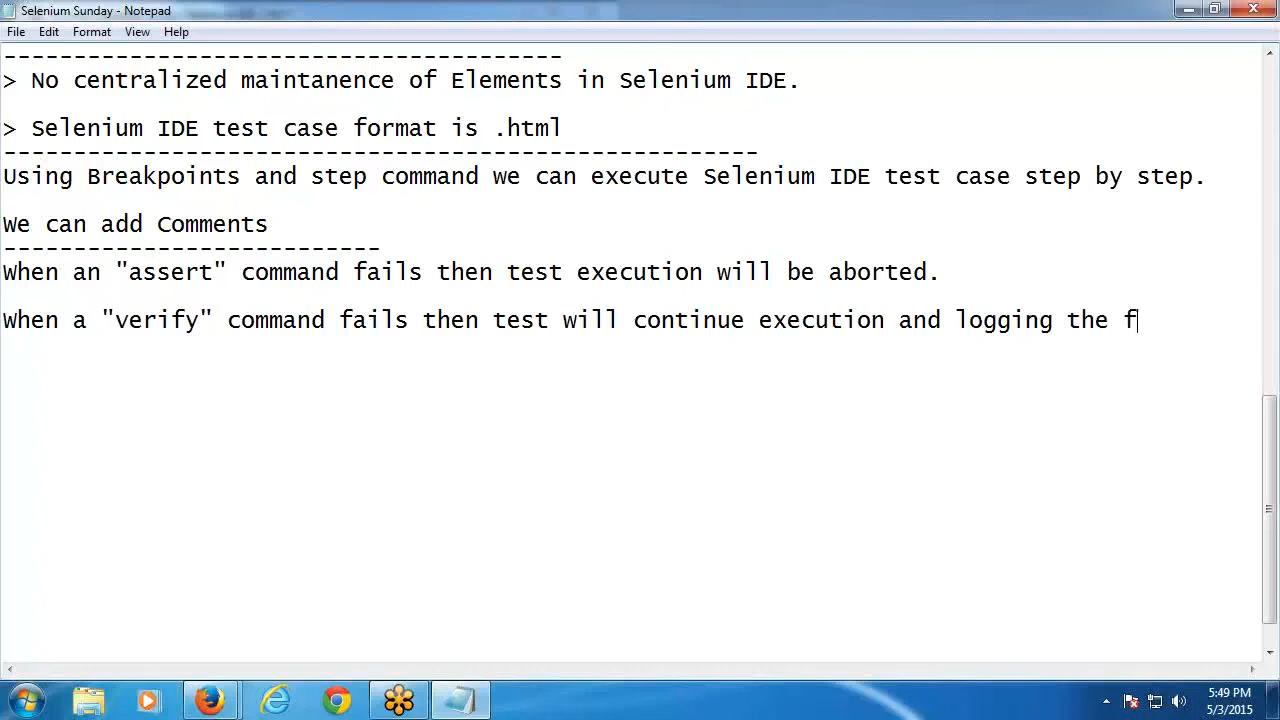 Selenium Sunday - Notepad
File Edit Format View Help
----------------------------------------
> No centralized maintanence of Elements in Selenium IDE.
> Selenium IDE test case format is .html
------------------------------------------------------
Using Breakpoints and step command we can execute Selenium IDE test case step by step.
We can add Comments
---------------------------
When an "assert" command fails then test execution will be aborted.
When a "verify" command fails then test will continue execution and logging the f
5:49 PM
5/3/2015